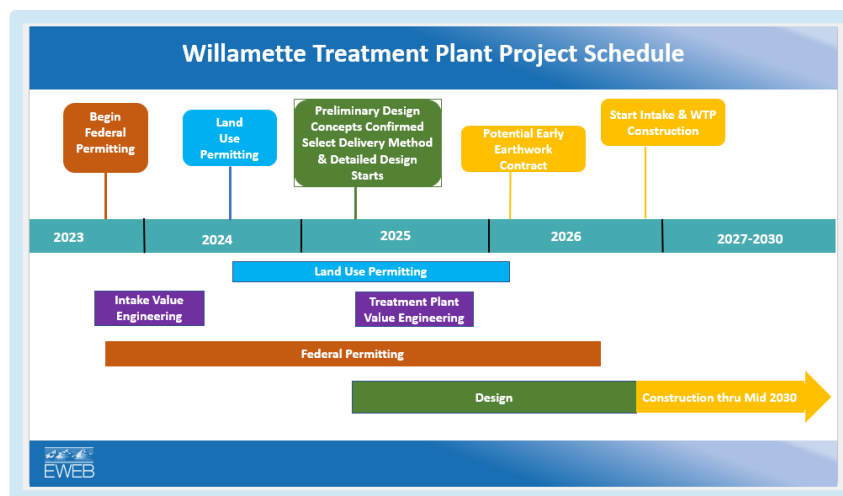 Willamette Treatment Plant Project Schedule
Begin
Federal
Permitting
Land
Use
Permitting
Preliminary Design
Concepts Confirmed
Select Delivery Method
& Detailed Design
Starts
Potential Early
Earthwork
Contract
Start Intake & WTP
Construction
2023
2024
2025
2026
2027-2030
Land Use Permitting
Intake Value
Engineering
Treatment Plant
Value Engineering
Federal Permitting
Design
Construction thru Mid 2030
EWEB